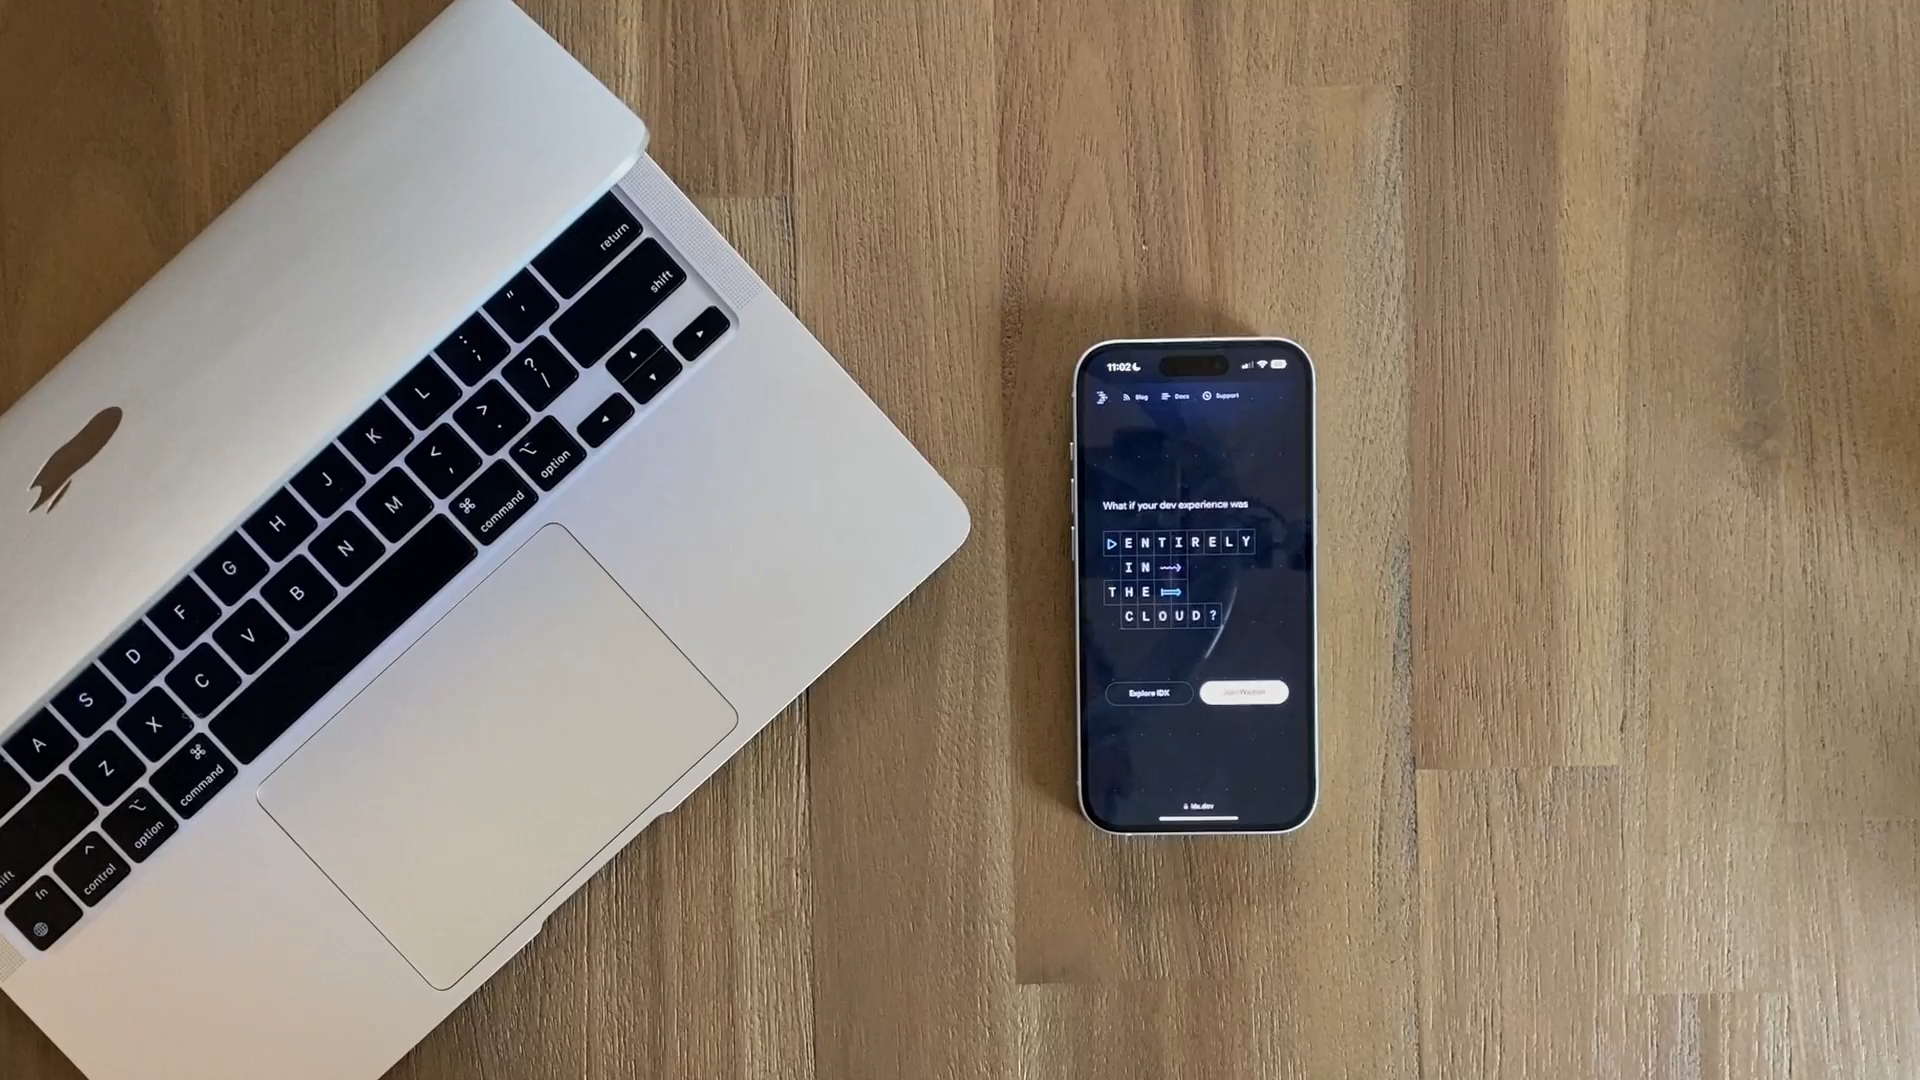 return
shift
" '
: ;
? /
L
> .
option
K
< ,
command
J
M
H
N
G
B
F
V
D
C
S
X
command
A
Z
option
control
fn
11:02
Blog Docs Support
What if your dev experience was
ENTIRELY
IN
THE
CLOUD?
Explore IDX
idx.dev